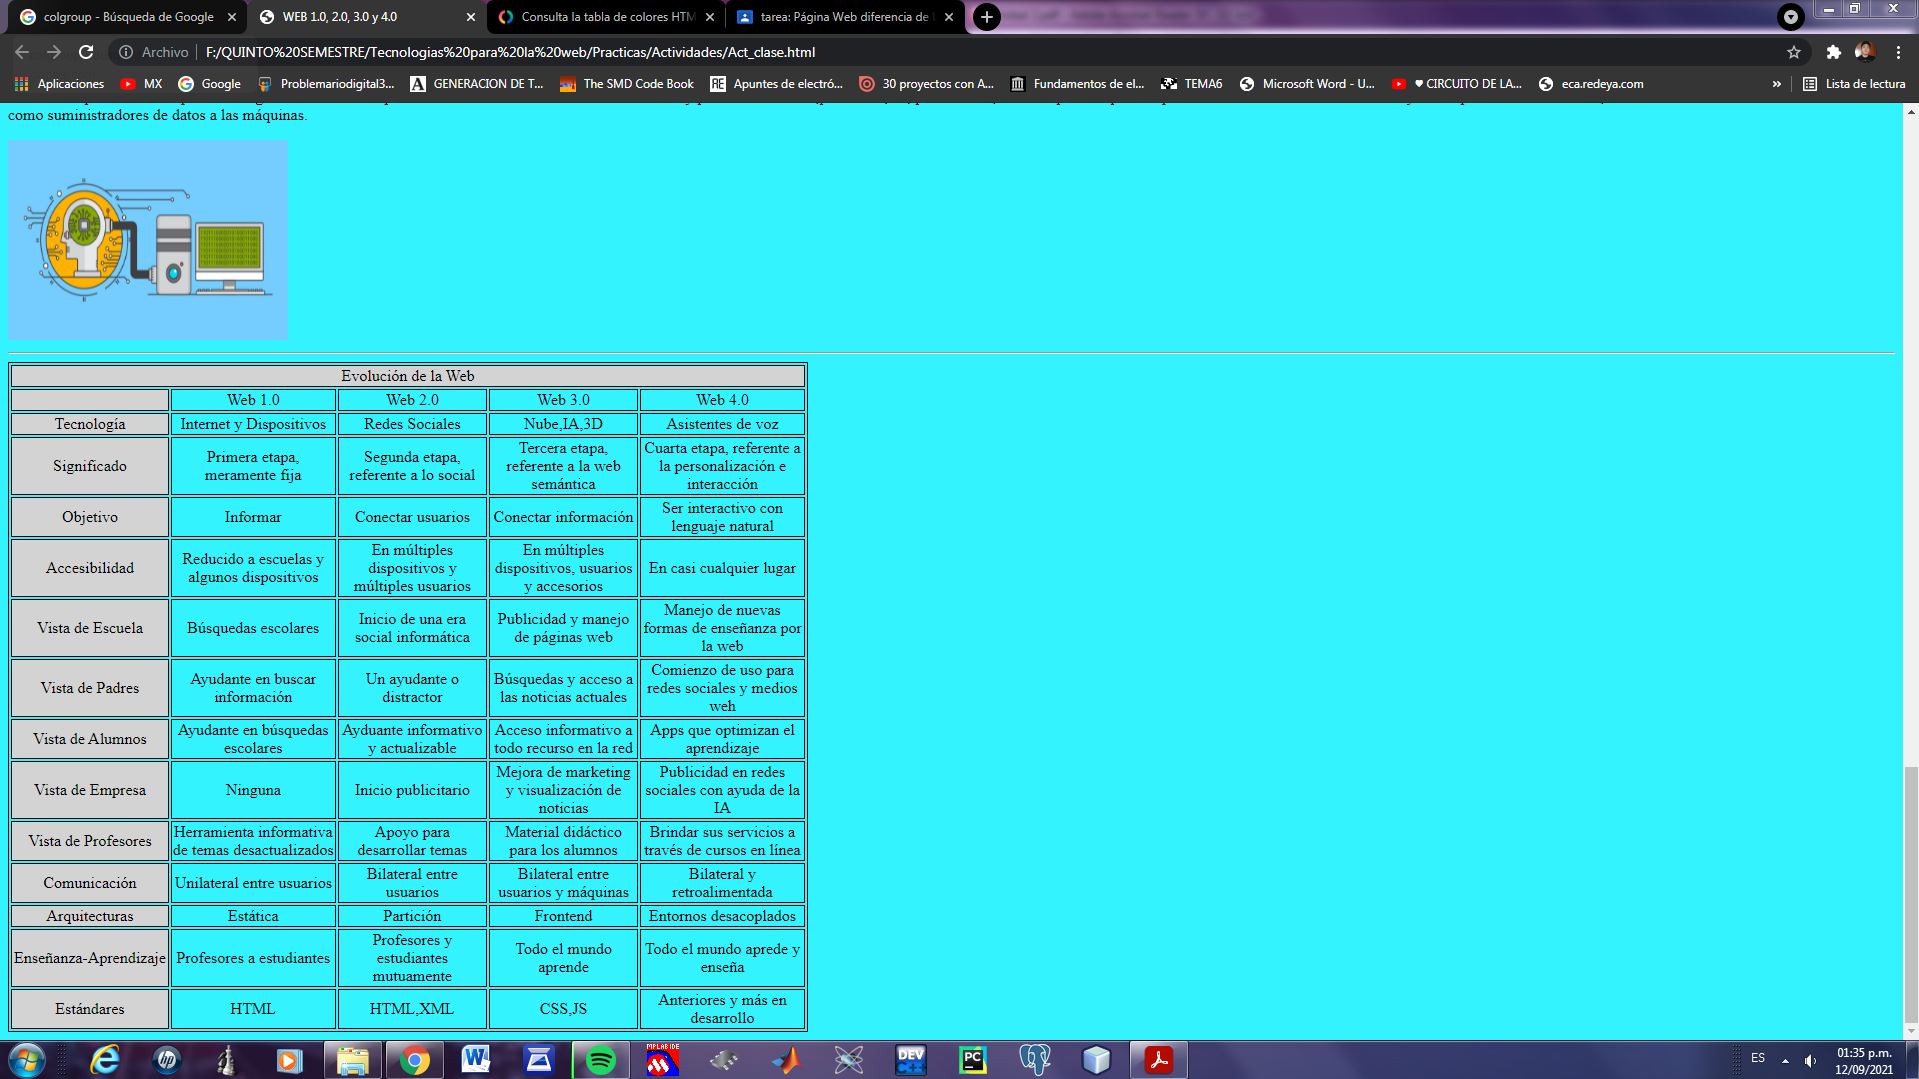 colgroup - Búsqueda de Google
WEB 1.0, 2.0, 3.0 y 4.0
Consulta la tabla de colores HTM
tarea: Página Web diferencia de
Archivo
F:/QUINTO%20SEMESTRE/Tecnologias%20para%20la%20web/Practicas/Actividades/Act_clase.html
Aplicaciones
MX
Google
Problemariodigital3...
GENERACION DE T...
The SMD Code Book
Apuntes de electró...
30 proyectos con A...
Fundamentos de el...
TEMA6
Microsoft Word - U...
♥ CIRCUITO DE LA...
eca.redeya.com
»
Lista de lectura
como suministradores de datos a las máquinas.
Evolución de la Web
Web 1.0
Web 2.0
Web 3.0
Web 4.0
Tecnología
Internet y Dispositivos
Redes Sociales
Nube,IA,3D
Asistentes de voz
Significado
Primera etapa,
meramente fija
Segunda etapa,
referente a lo social
Tercera etapa,
referente a la web
semántica
Cuarta etapa, referente a
la personalización e
interacción
Objetivo
Informar
Conectar usuarios
Conectar información
Ser interactivo con
lenguaje natural
Accesibilidad
Reducido a escuelas y
algunos dispositivos
En múltiples
dispositivos y
múltiples usuarios
En múltiples
dispositivos, usuarios
y accesorios
En casi cualquier lugar
Vista de Escuela
Búsquedas escolares
Inicio de una era
social informática
Publicidad y manejo
de páginas web
Manejo de nuevas
formas de enseñanza por
la web
Vista de Padres
Ayudante en buscar
información
Un ayudante o
distractor
Búsquedas y acceso a
las noticias actuales
Comienzo de uso para
redes sociales y medios
weh
Vista de Alumnos
Ayudante en búsquedas
escolares
Ayduante informativo
y actualizable
Acceso informativo a
todo recurso en la red
Apps que optimizan el
aprendizaje
Vista de Empresa
Ninguna
Inicio publicitario
Mejora de marketing
y visualización de
noticias
Publicidad en redes
sociales con ayuda de la
IA
Vista de Profesores
Herramienta informativa
de temas desactualizados
Apoyo para
desarrollar temas
Material didáctico
para los alumnos
Brindar sus servicios a
través de cursos en línea
Comunicación
Unilateral entre usuarios
Bilateral entre
usuarios
Bilateral entre
usuarios y máquinas
Bilateral y
retroalimentada
Arquitecturas
Estática
Partición
Frontend
Entornos desacoplados
Enseñanza-Aprendizaje
Profesores a estudiantes
Profesores y
estudiantes
mutuamente
Todo el mundo
aprende
Todo el mundo aprede y
enseña
Estándares
HTML
HTML,XML
CSS,JS
Anteriores y más en
desarrollo
MPLAB IDE
DEV
C++
PC
ES
01:35 p.m.
12/09/2021